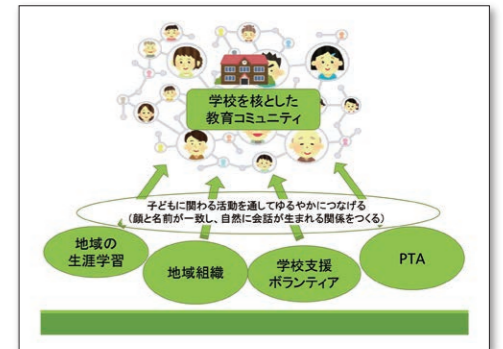 学校を核とした
教育コミュニティ
子どもに関わる活動を通してゆるやかにつなげる
(顔と名前が一致し、自然に会話が生まれる関係をつくる)
地域の
生涯学習
地域組織
学校支援
ボランティア
PTA